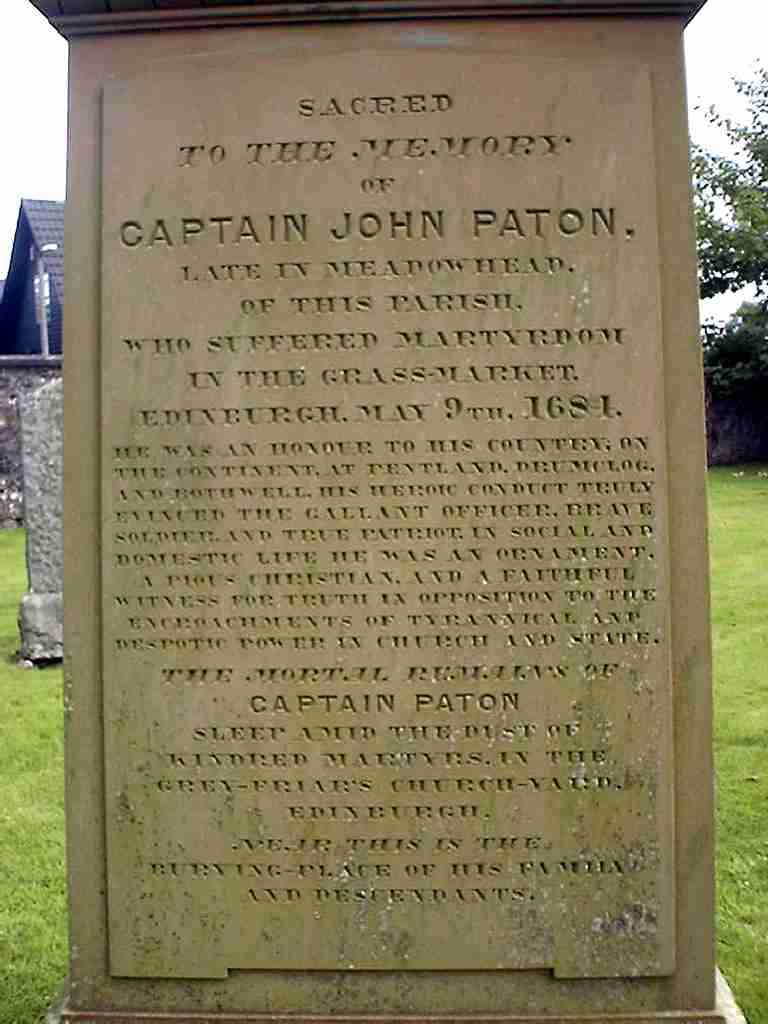 SACRED
TO THE MEMORY
OF
CAPTAIN JOHN PATON,
LATE IN MEADOWHEAD,
OF THIS PARISH,
WHO SUFFERED MARTYRDOM
IN THE GRASS-MARKET,
EDINBURGH, MAY 9TH, 1684.
HE WAS AN HONOUR TO HIS COUNTRY; ON
THE CONTINENT, AT PENTLAND, DRUMCLOG,
AND BOTHWELL, HIS HEROIC CONDUCT TRULY
EVINCED THE GALLANT OFFICER, BRAVE
SOLDIER, AND TRUE PATRIOT. IN SOCIAL AND
DOMESTIC LIFE HE WAS AN ORNAMENT,
A PIOUS CHRISTIAN, AND A FAITHFUL
WITNESS FOR TRUTH IN OPPOSITION TO THE
ENCROACHMENTS OF TYRANNICAL AND
DESPOTIC POWER IN CHURCH AND STATE.
THE MORTAL REMAINS OF
CAPTAIN PATON
SLEEP AMID THE DUST OF
KINDRED MARTYRS, IN THE
GREY-FRIAR'S CHURCH-YARD,
EDINBURGH.
NEAR THIS IS THE
BURYING-PLACE OF HIS FAMILY
AND DESCENDANTS.